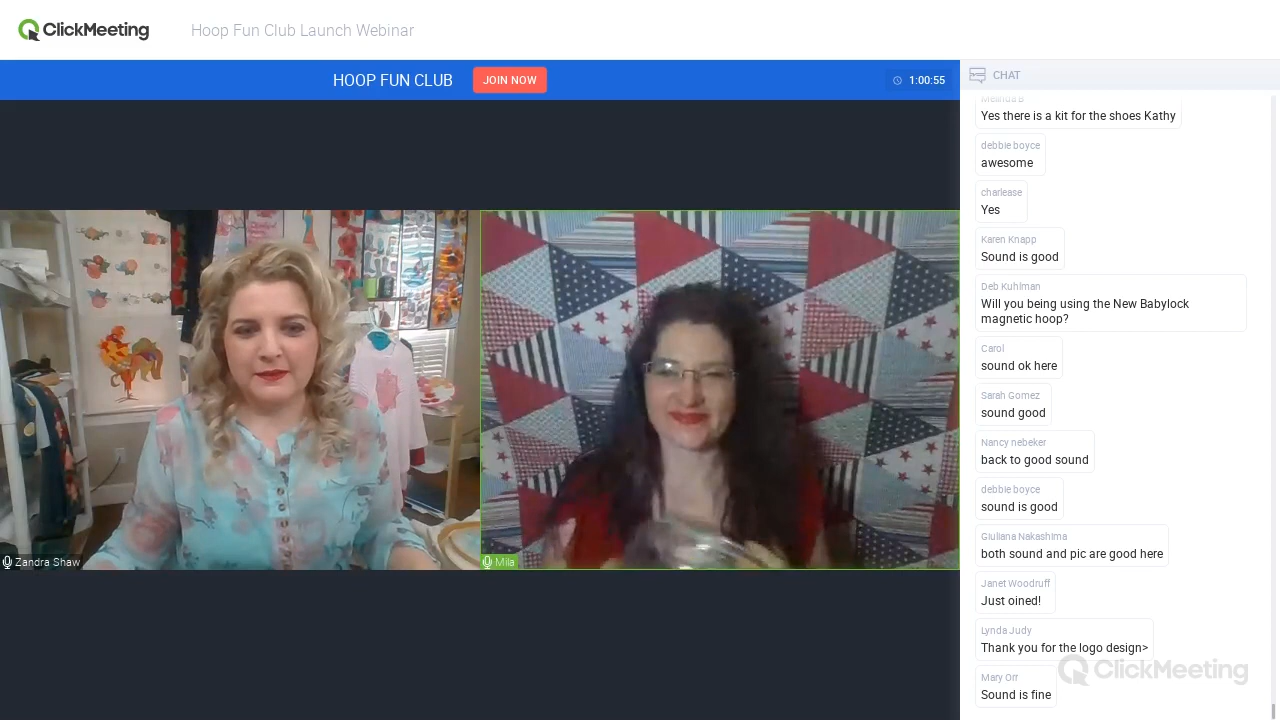 ClickMeeting
Hoop Fun Club Launch Webinar
HOOP FUN CLUB
JOIN NOW
1:00:55
CHAT
Melinda B
Yes there is a kit for the shoes Kathy
debbie boyce
awesome
charlease
Yes
Karen Knapp
Sound is good
Deb Kuhlman
Will you being using the New Babylock
magnetic hoop?
Carol
sound ok here
Sarah Gomez
sound good
Nancy nebeker
back to good sound
debbie boyce
sound is good
Giuliana Nakashima
both sound and pic are good here
Janet Woodruff
Just oined!
Lynda Judy
Thank you for the logo design>
Mary Orr
Sound is fine
ClickMeeting
Zandra Shaw
Mila